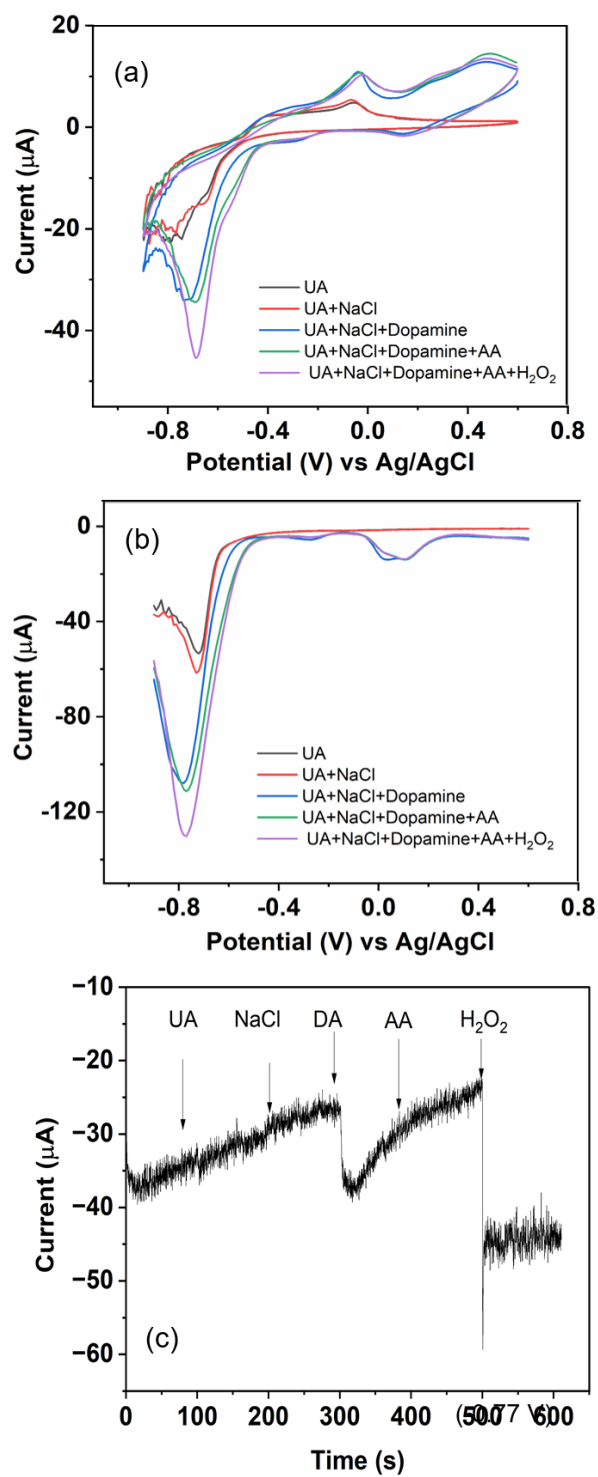 (a)
20
0
-20
-40
Current (μA)
UA
UA+NaCl
UA+NaCl+Dopamine
UA+NaCl+Dopamine+AA
UA+NaCl+Dopamine+AA+H₂O₂
-0.8 -0.4 0.0 0.4 0.8
Potential (V) vs Ag/AgCl
(b)
0
-40
-80
-120
Current (μA)
UA
UA+NaCl
UA+NaCl+Dopamine
UA+NaCl+Dopamine+AA
UA+NaCl+Dopamine+AA+H₂O₂
-0.8 -0.4 0.0 0.4 0.8
Potential (V) vs Ag/AgCl
−10
−20
−30
−40
−50
−60
Current (μA)
UA NaCl DA AA H₂O₂
(c)
0 100 200 300 400 500 600
(-0.77 V)
Time (s)